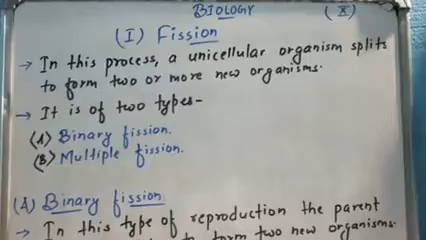 BIOLOGY (X)
(I) Fission
→ In this process, a unicellular organism splits
to form two or more new organisms.
→ It is of two types-
(A) Binary fission.
(B) Multiple fission.
(A) Binary fission
→ In this type of reproduction the parent
to form two new organisms.